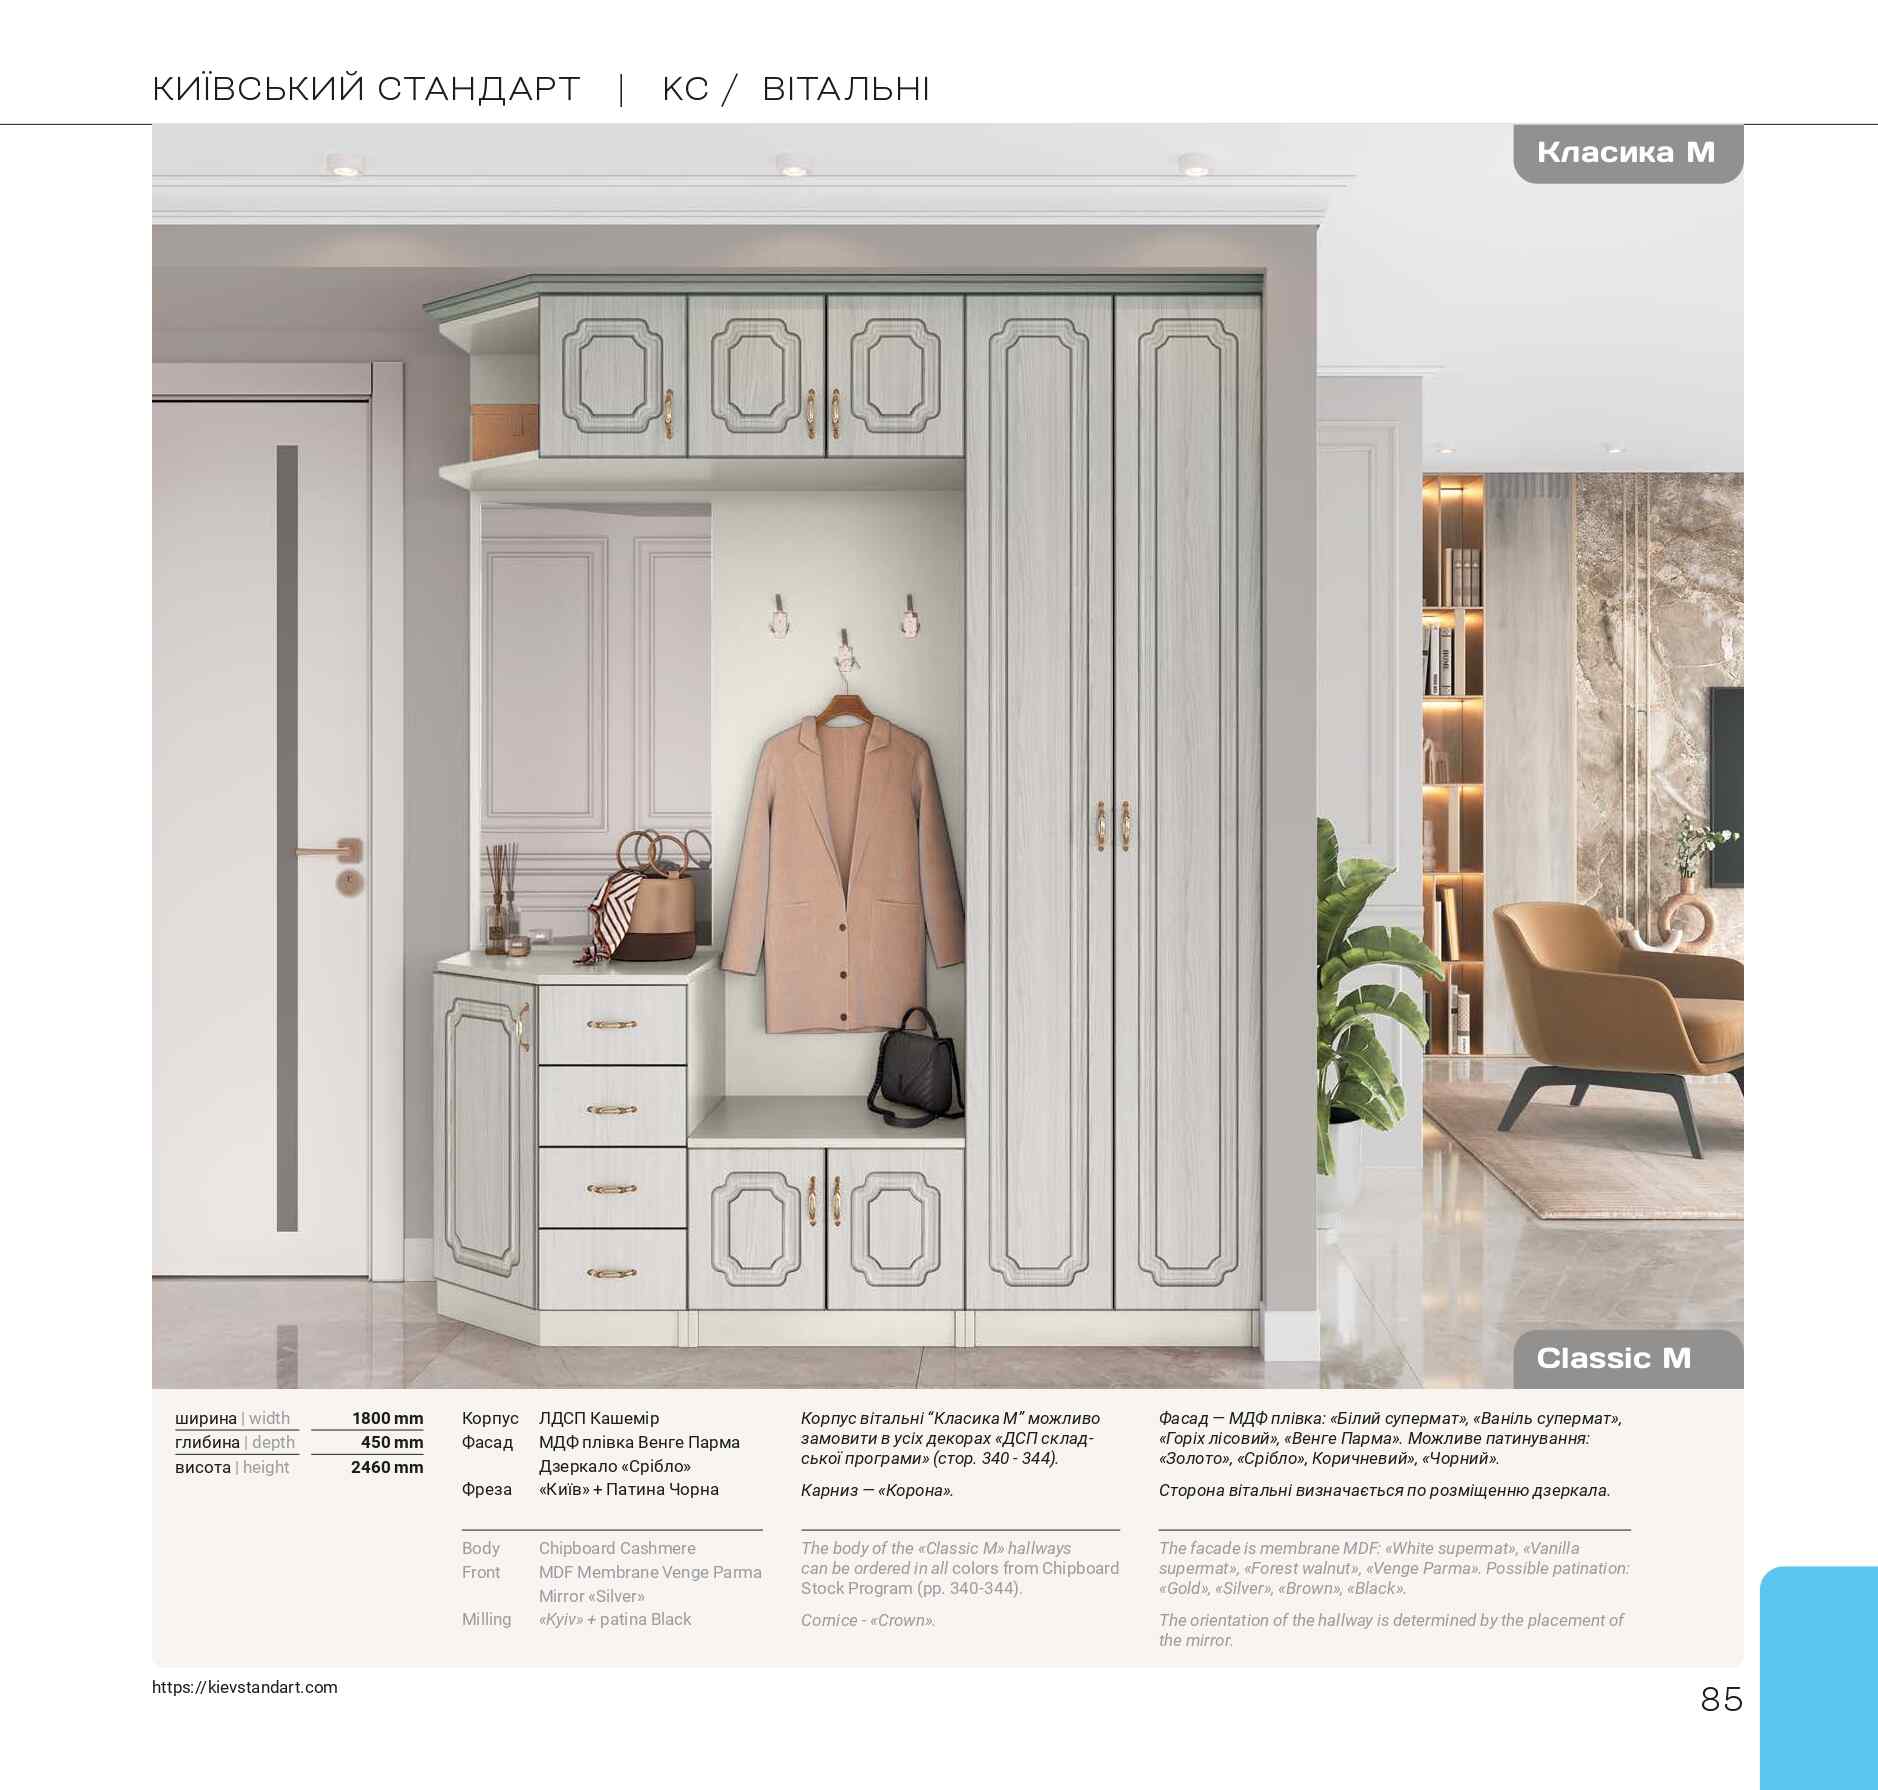 КИЇВСЬКИЙ СТАНДАРТ | КС / ВІТАЛЬНІ
Класика М
Classic M
ширина | width 1800 mm
глибина | depth 450 mm
висота | height 2460 mm
Корпус ЛДСП Кашемір
Фасад МДФ плівка Венге Парма
Дзеркало «Срібло»
Фреза «Київ» + Патина Чорна
Body Chipboard Cashmere
Front MDF Membrane Venge Parma
Mirror «Silver»
Milling «Kyiv» + patina Black
Корпус вітальні “Класика М” можливо
замовити в усіх декорах «ДСП склад-
ської програми» (стор. 340 - 344).
Карниз — «Корона».
The body of the «Classic M» hallways
can be ordered in all colors from Chipboard
Stock Program (pp. 340-344).
Cornice - «Crown».
Фасад — МДФ плівка: «Білий супермат», «Ваніль супермат»,
«Горіх лісовий», «Венге Парма». Можливе патинування:
«Золото», «Срібло», Коричневий», «Чорний».
Сторона вітальні визначається по розміщенню дзеркала.
The facade is membrane MDF: «White supermat», «Vanilla
supermat», «Forest walnut», «Venge Parma». Possible patination:
«Gold», «Silver», «Brown», «Black».
The orientation of the hallway is determined by the placement of
the mirror.
https://kievstandart.com
85